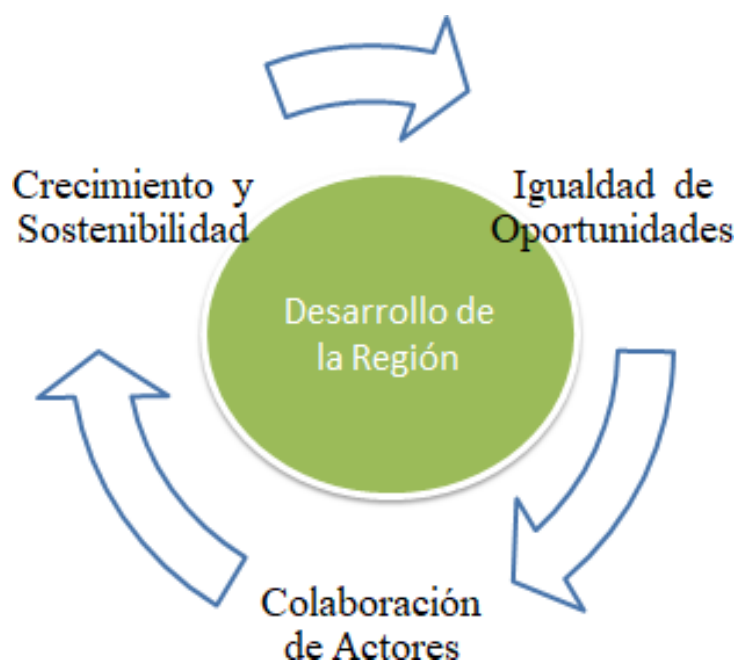 Crecimiento y
Sostenibilidad
Igualdad de
Oportunidades
Desarrollo de
la Región
Colaboración
de Actores